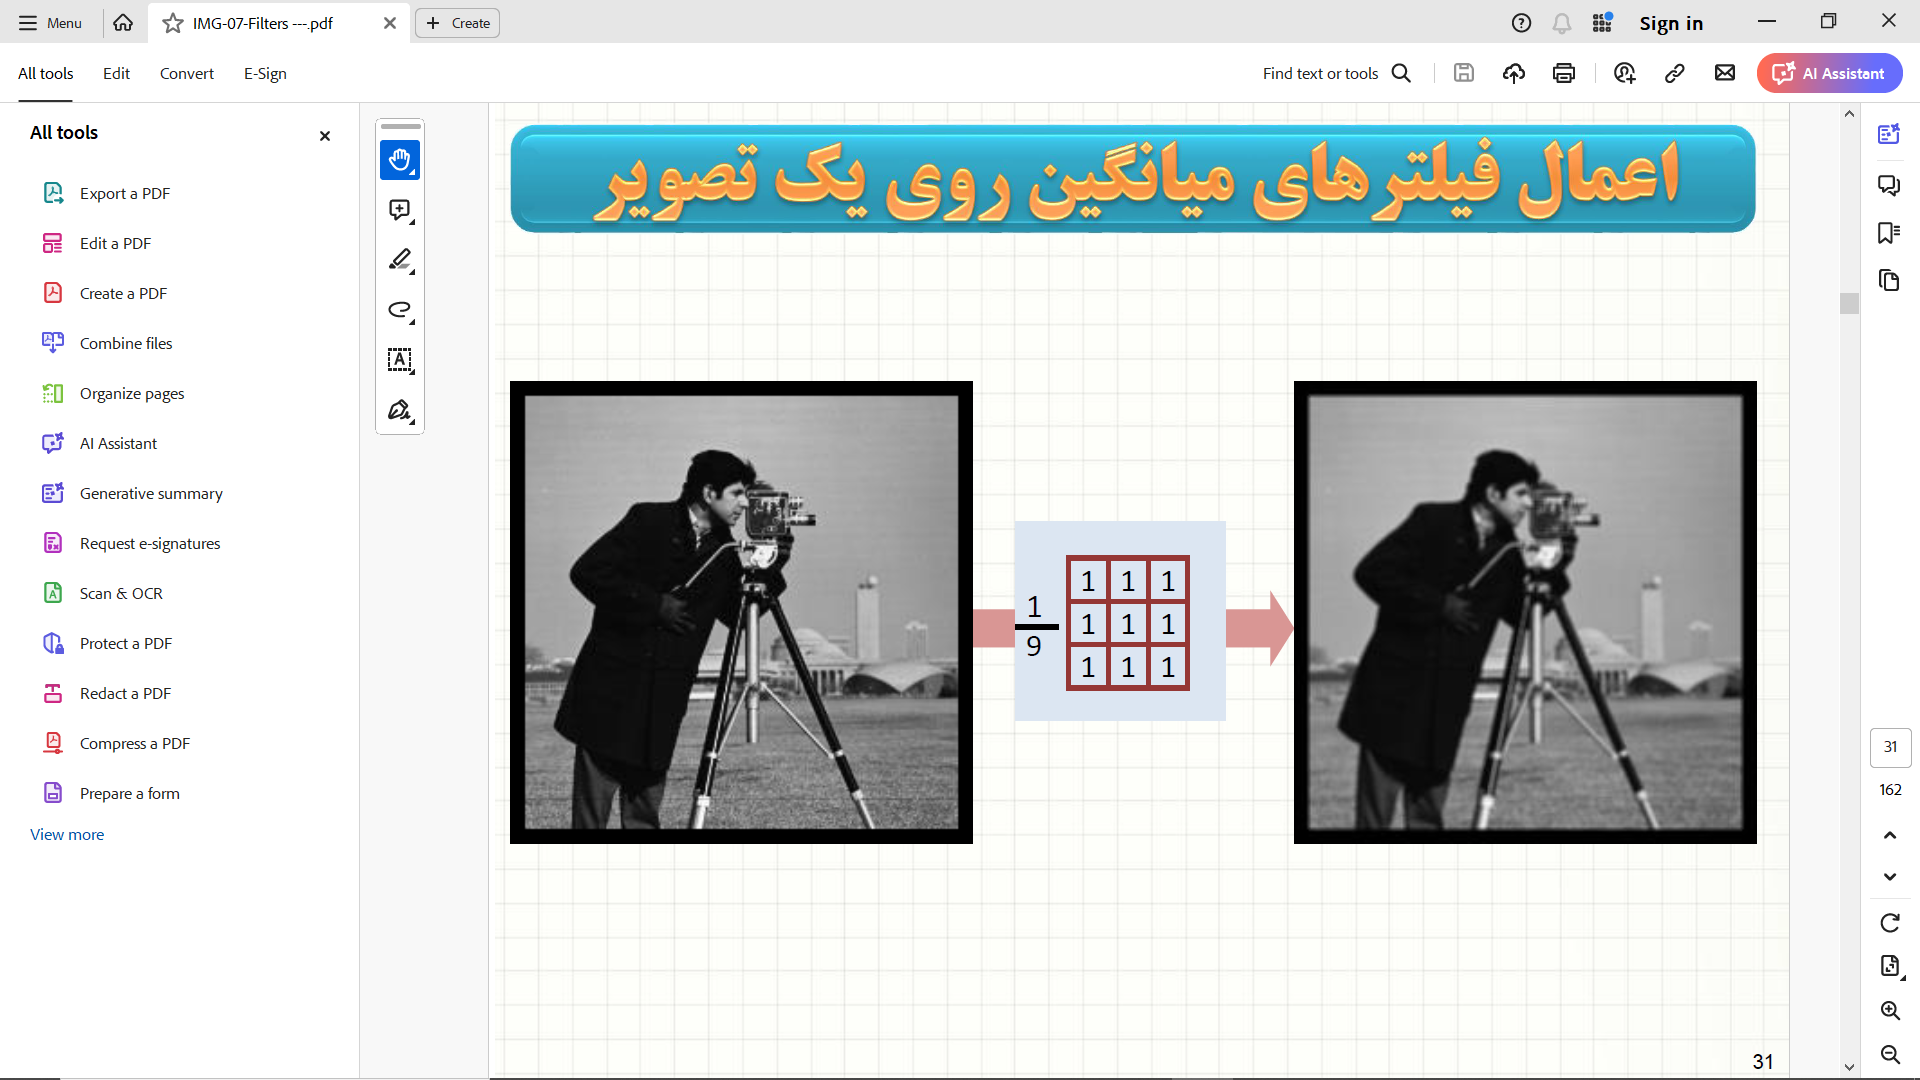 Menu
IMG-07-Filters ---.pdf
Create
Sign in
All tools
Edit
Convert
E-Sign
Find text or tools
AI Assistant
All tools
Export a PDF
Edit a PDF
Create a PDF
Combine files
Organize pages
AI Assistant
Generative summary
Request e-signatures
Scan & OCR
Protect a PDF
Redact a PDF
Compress a PDF
Prepare a form
View more
اعمال فیلترهای میانگین روی یک تصویر
1
9
1 1 1
1 1 1
1 1 1
31
31
162